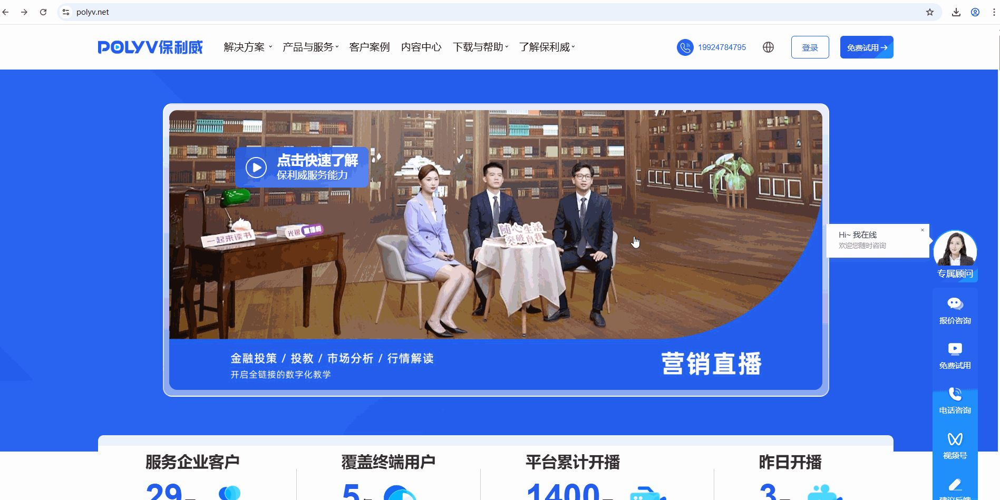 polyv.net
POLYV保利威
解决方案
产品与服务
客户案例
内容中心
下载与帮助
了解保利威
19924784795
登录
免费试用→
点击快速了解
保利威服务能力
一起来读书
光银 直播间
随心生活
突破自我
Hi~ 我在线
×
欢迎您随时咨询
专属顾问
报价咨询
免费试用
电话咨询
视频号
金融投策 / 投教 / 市场分析 / 行情解读
开启全链接的数字化教学
营销直播
服务企业客户
覆盖终端用户
平台累计开播
昨日开播
29
5
1400
3